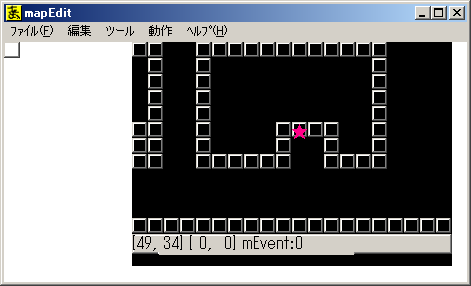 ま mapEdit
ﾌｧｲﾙ(F) 編集 ツール 動作 ﾍﾙﾌﾟ(H)
[49, 34] [ 0, 0] mEvent:0